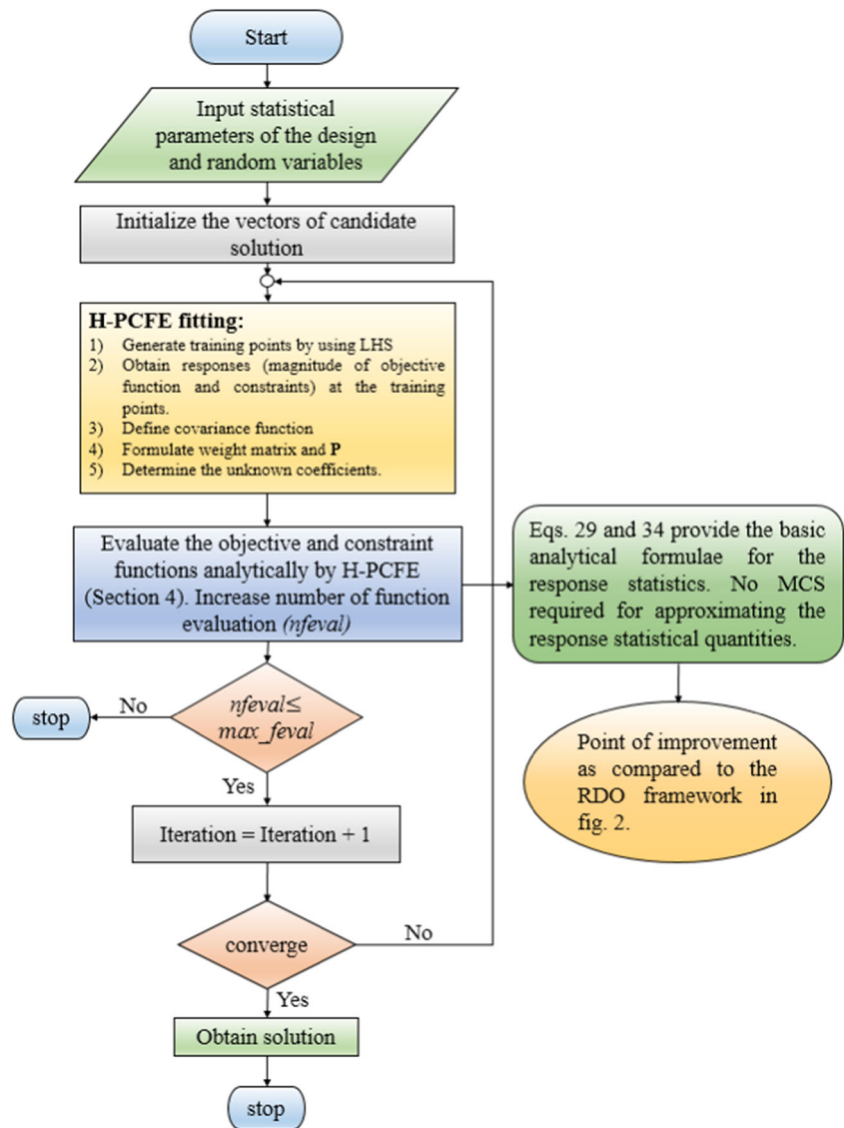 Start
Input statistical
parameters of the design
and random variables
Initialize the vectors of candidate
solution
H-PCFE fitting:
1) Generate training points by using LHS
2) Obtain responses (magnitude of objective
function and constraints) at the training
points.
3) Define covariance function
4) Formulate weight matrix and P
5) Determine the unknown coefficients.
Evaluate the objective and constraint
functions analytically by H-PCFE
(Section 4). Increase number of function
evaluation (nfeval)
Eqs. 29 and 34 provide the basic
analytical formulae for the
response statistics. No MCS
required for approximating the
response statistical quantities.
nfeval≤
max_feval
No
stop
Yes
Point of improvement
as compared to the
RDO framework in
fig. 2.
Iteration = Iteration + 1
converge
No
Yes
Obtain solution
stop